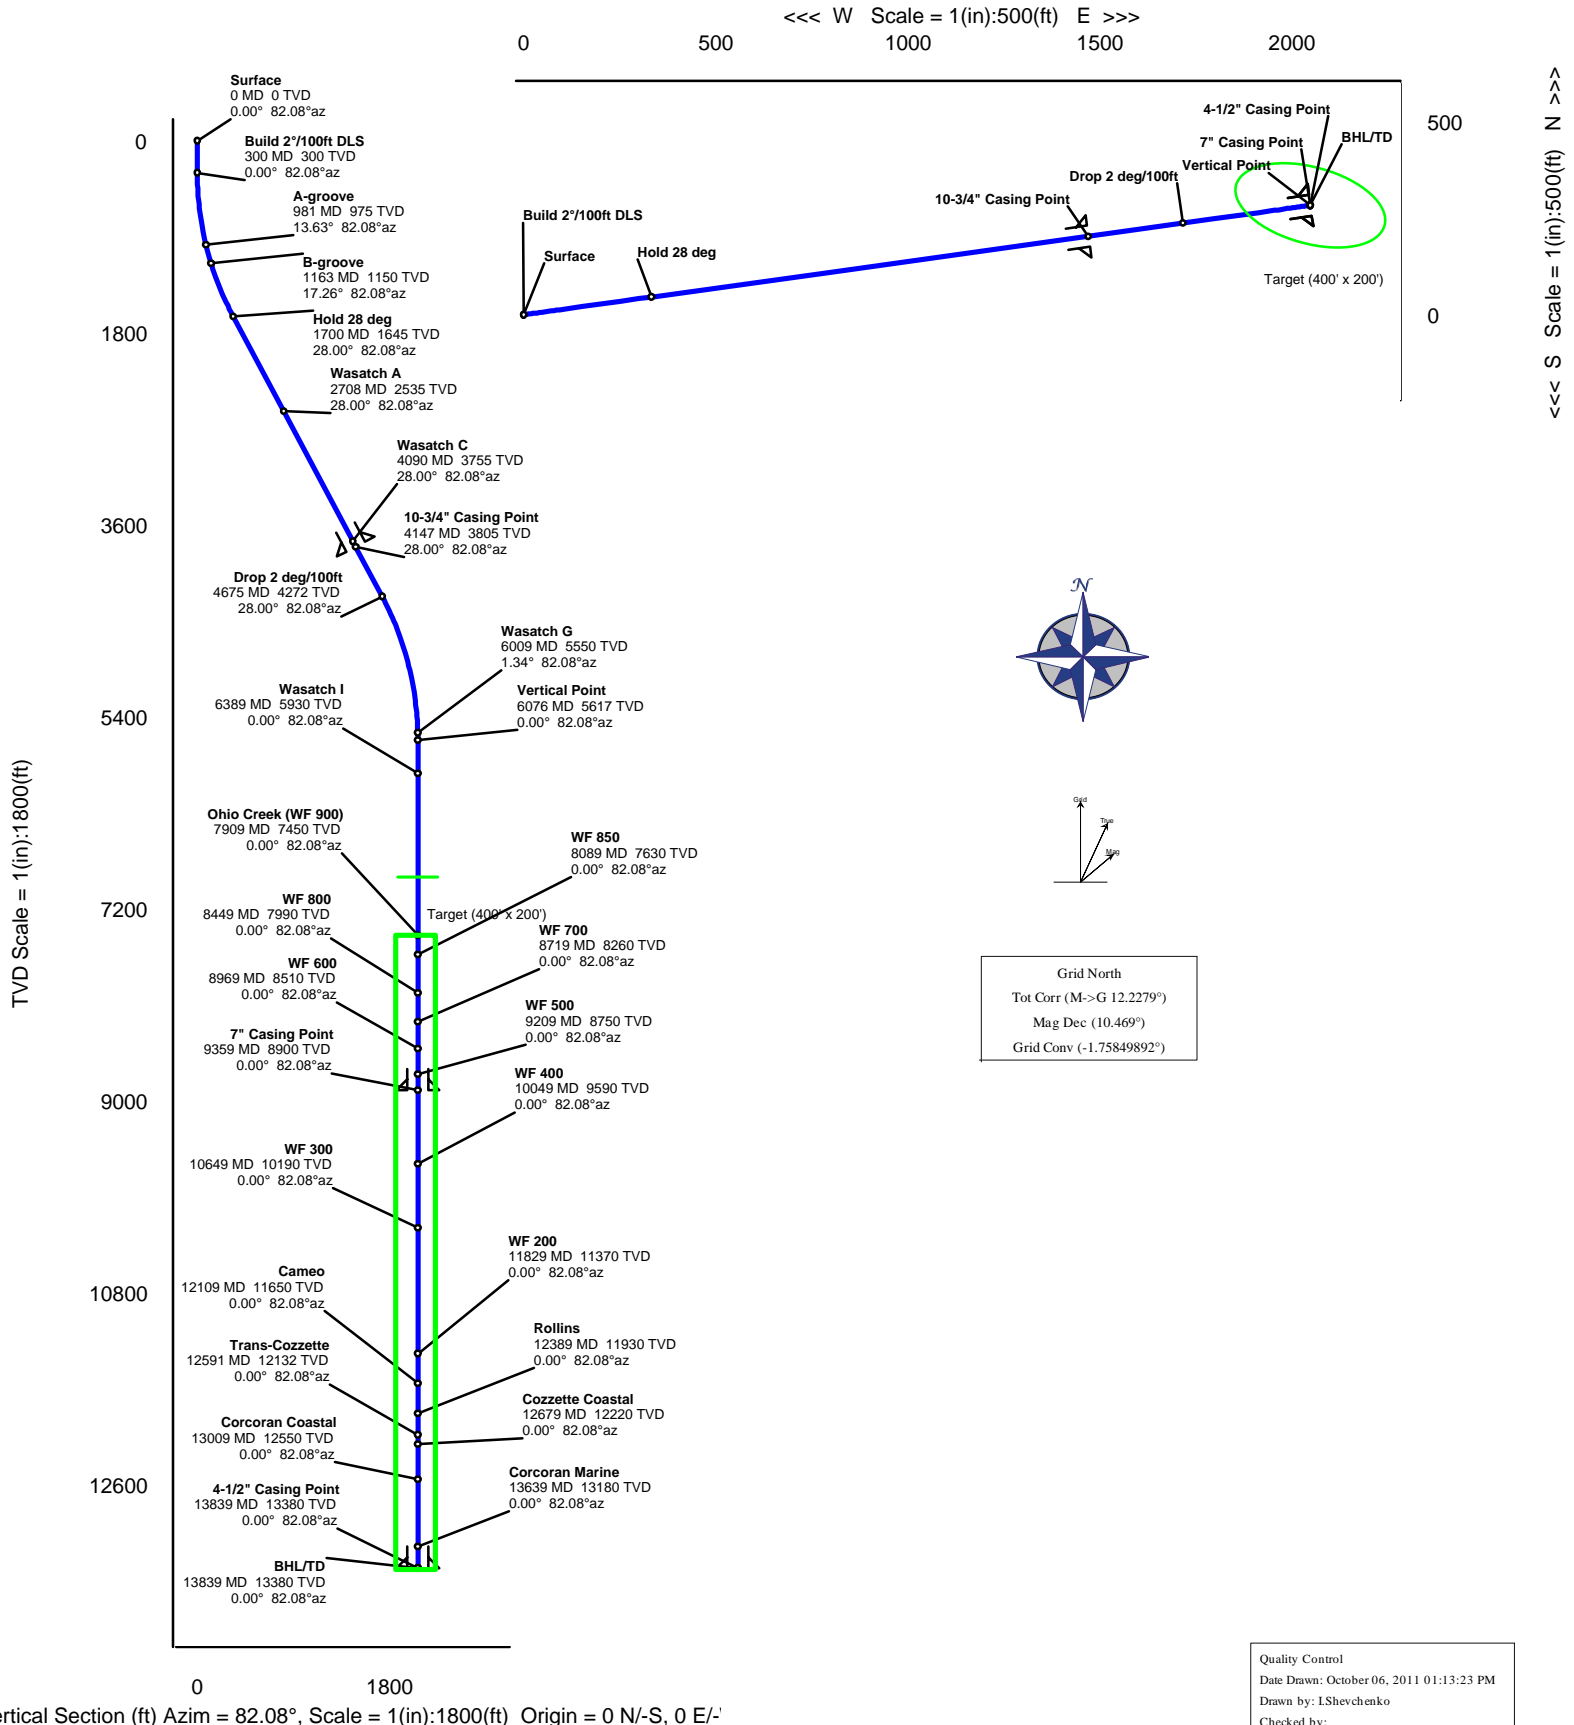 <<< W Scale = 1(in):500(ft) E >>>
0 500 1000 1500 2000
500
0
<<< S Scale = 1(in):500(ft) N >>>
4-1/2" Casing Point
7" Casing Point
BHL/TD
Vertical Point
Drop 2 deg/100ft
10-3/4" Casing Point
Build 2°/100ft DLS
Surface
Hold 28 deg
Target (400' x 200')
TVD Scale = 1(in):1800(ft)
0
1800
3600
5400
7200
9000
10800
12600
Surface
0 MD 0 TVD
0.00° 82.08°az
Build 2°/100ft DLS
300 MD 300 TVD
0.00° 82.08°az
A-groove
981 MD 975 TVD
13.63° 82.08°az
B-groove
1163 MD 1150 TVD
17.26° 82.08°az
Hold 28 deg
1700 MD 1645 TVD
28.00° 82.08°az
Wasatch A
2708 MD 2535 TVD
28.00° 82.08°az
Wasatch C
4090 MD 3755 TVD
28.00° 82.08°az
10-3/4" Casing Point
4147 MD 3805 TVD
28.00° 82.08°az
Drop 2 deg/100ft
4675 MD 4272 TVD
28.00° 82.08°az
Wasatch G
6009 MD 5550 TVD
1.34° 82.08°az
Wasatch I
6389 MD 5930 TVD
0.00° 82.08°az
Vertical Point
6076 MD 5617 TVD
0.00° 82.08°az
Ohio Creek (WF 900)
7909 MD 7450 TVD
0.00° 82.08°az
WF 850
8089 MD 7630 TVD
0.00° 82.08°az
WF 800
8449 MD 7990 TVD
0.00° 82.08°az
Target (400' x 200')
WF 700
8719 MD 8260 TVD
0.00° 82.08°az
WF 600
8969 MD 8510 TVD
0.00° 82.08°az
WF 500
9209 MD 8750 TVD
0.00° 82.08°az
7" Casing Point
9359 MD 8900 TVD
0.00° 82.08°az
WF 400
10049 MD 9590 TVD
0.00° 82.08°az
WF 300
10649 MD 10190 TVD
0.00° 82.08°az
WF 200
11829 MD 11370 TVD
0.00° 82.08°az
Cameo
12109 MD 11650 TVD
0.00° 82.08°az
Rollins
12389 MD 11930 TVD
0.00° 82.08°az
Trans-Cozzette
12591 MD 12132 TVD
0.00° 82.08°az
Cozzette Coastal
12679 MD 12220 TVD
0.00° 82.08°az
Corcoran Coastal
13009 MD 12550 TVD
0.00° 82.08°az
Corcoran Marine
13639 MD 13180 TVD
0.00° 82.08°az
4-1/2" Casing Point
13839 MD 13380 TVD
0.00° 82.08°az
BHL/TD
13839 MD 13380 TVD
0.00° 82.08°az
0 1800
ertical Section (ft) Azim = 82.08°, Scale = 1(in):1800(ft) Origin = 0 N/-S, 0 E/-
N
Grid
True
Mag
Grid North
Tot Corr (M->G 12.2279°)
Mag Dec (10.469°)
Grid Conv (-1.75849892°)
Quality Control
Date Drawn: October 06, 2011 01:13:23 PM
Drawn by: I.Shevchenko
Checked by: